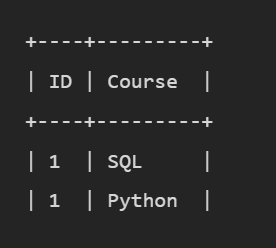 +----+---------+
| ID | Course  |
+----+---------+
| 1  | SQL     |
| 1  | Python  |